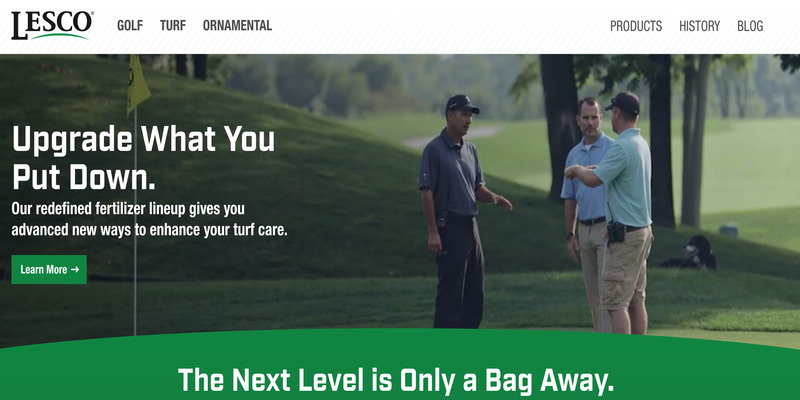 LESCO®
GOLF TURF ORNAMENTAL
PRODUCTS HISTORY BLOG
Upgrade What You
Put Down.
Our redefined fertilizer lineup gives you
advanced new ways to enhance your turf care.
Learn More →
The Next Level is Only a Bag Away.